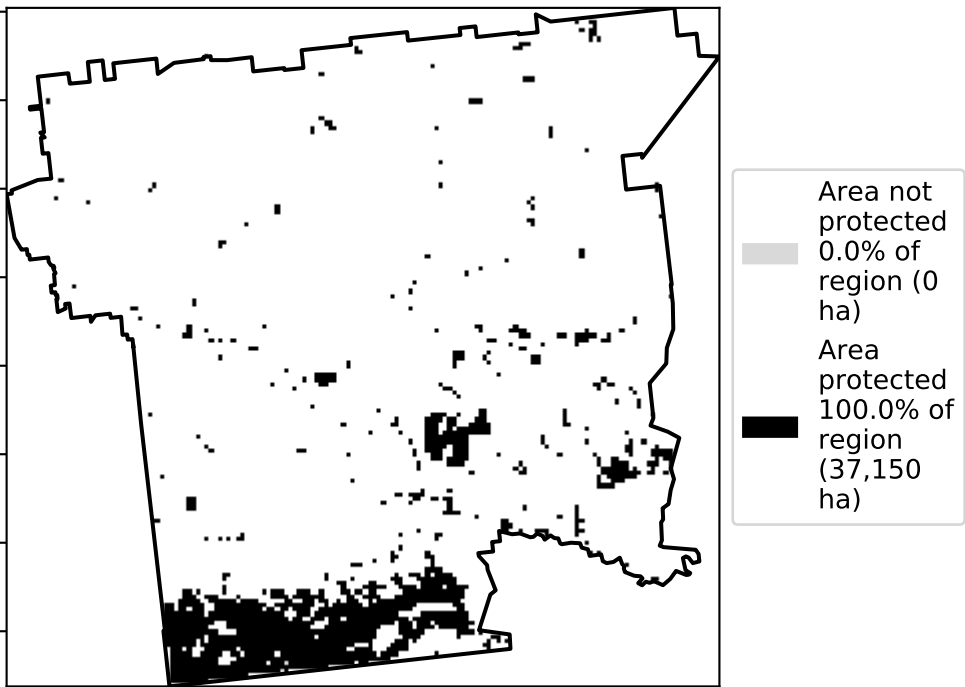 Area not
protected
0.0% of
region (0
ha)
Area
protected
100.0% of
region
(37,150
ha)